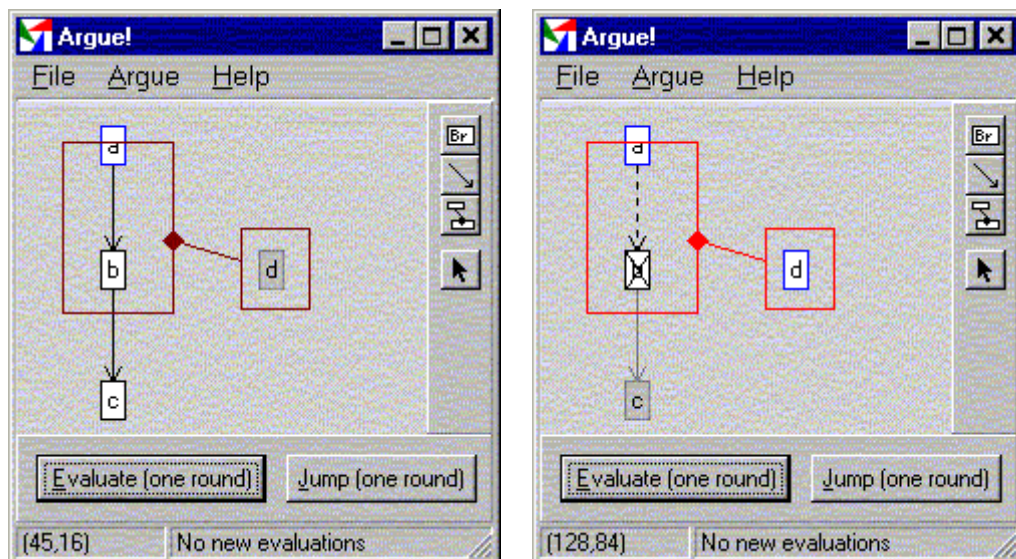 Argue!
File Argue Help
a
Br
b
d
c
Evaluate (one round) Jump (one round)
(45,16) No new evaluations
Argue!
File Argue Help
a
Br
b
d
c
Evaluate (one round) Jump (one round)
(128,84) No new evaluations